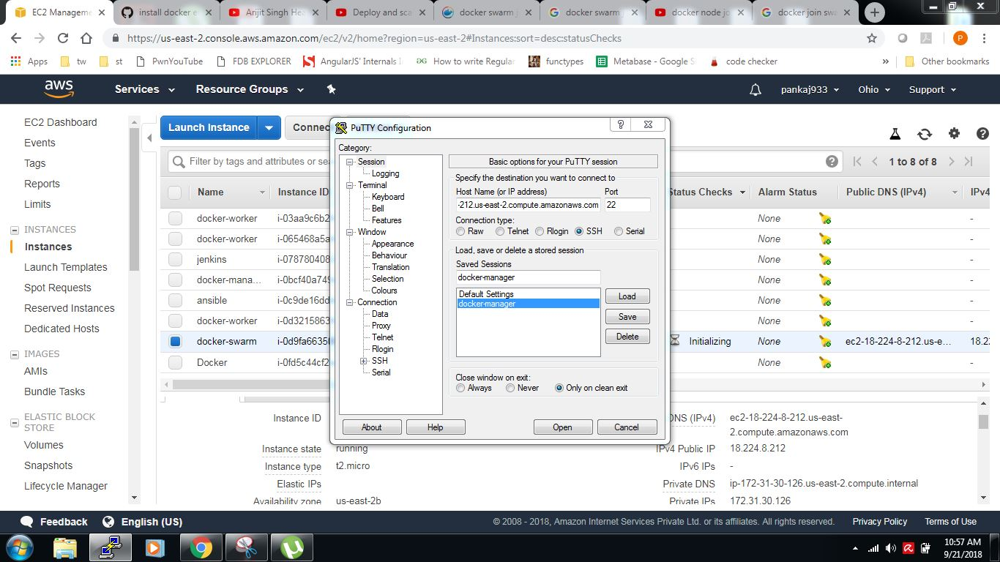 EC2 Manageme
install docker e
Arijit Singh Hea
Deploy and sca
docker swarm j
docker swarm j
docker node jo
docker join swa
https://us-east-2.console.aws.amazon.com/ec2/v2/home?region=us-east-2#Instances:sort=desc:statusChecks
P
Apps tw st PwnYouTube FDB EXPLORER AngularJS' Internals I How to write Regular functypes Metabase - Google S code checker » Other bookmarks
aws Services Resource Groups pankaj933 Ohio Support
EC2 Dashboard
Events
Tags
Reports
Limits
INSTANCES
Instances
Launch Templates
Spot Requests
Reserved Instances
Dedicated Hosts
IMAGES
AMIs
Bundle Tasks
ELASTIC BLOCK
STORE
Volumes
Snapshots
Lifecycle Manager
Launch Instance Connec
Filter by tags and attributes or sea
1 to 8 of 8
Name Instance ID Status Checks Alarm Status Public DNS (IPv4) IPv4
docker-worker i-03aa9c6b2 None -
docker-worker i-065468a5a None -
jenkins i-078780408 None -
docker-mana... i-0bcf40a749 None -
ansible i-0c9de16dd None -
docker-worker i-0d3215863 None -
docker-swarm i-0d9fa6635 Initializing None ec2-18-224-8-212.us-e... 18.22
Docker i-0fd5c44cf2 None -
Instance ID
Instance state running
Instance type t2.micro
Elastic IPs
Availability zone us-east-2b
DNS (IPv4) ec2-18-224-8-212.us-east-
2.compute.amazonaws.com
IPv4 Public IP 18.224.8.212
IPv6 IPs -
Private DNS ip-172-31-30-126.us-east-2.compute.internal
Private IPs 172.31.30.126
PuTTY Configuration
Category:
Session
Logging
Terminal
Keyboard
Bell
Features
Window
Appearance
Behaviour
Translation
Selection
Colours
Connection
Data
Proxy
Telnet
Rlogin
SSH
Serial
Basic options for your PuTTY session
Specify the destination you want to connect to
Host Name (or IP address) Port
-212.us-east-2.compute.amazonaws.com 22
Connection type:
Raw Telnet Rlogin SSH Serial
Load, save or delete a stored session
Saved Sessions
docker-manager
Default Settings
docker-manager
Load
Save
Delete
Close window on exit:
Always Never Only on clean exit
About Help Open Cancel
Feedback English (US) © 2008 - 2018, Amazon Internet Services Private Ltd. or its affiliates. All rights reserved. Privacy Policy Terms of Use
10:57 AM
9/21/2018